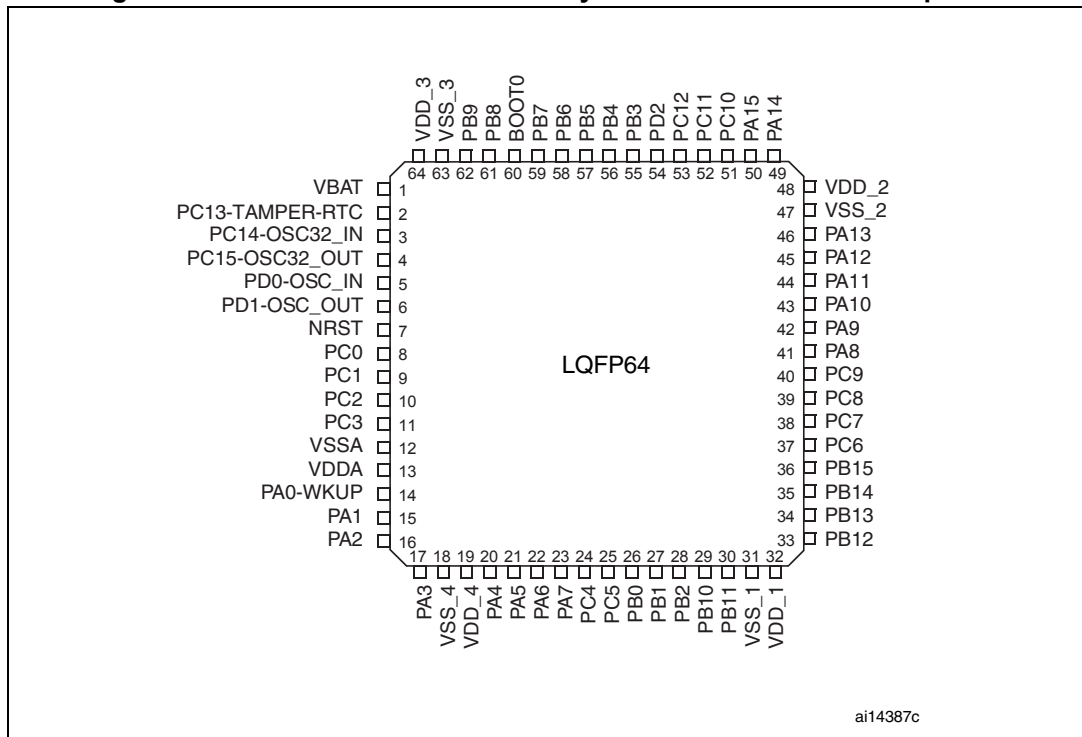 VDD_3
VSS_3
PB9
PB8
BOOT0
PB7
PB6
PB5
PB4
PB3
PD2
PC12
PC11
PC10
PA15
PA14
64 63 62 61 60 59 58 57 56 55 54 53 52 51 50 49
VBAT 1
PC13-TAMPER-RTC 2
PC14-OSC32_IN 3
PC15-OSC32_OUT 4
PD0-OSC_IN 5
PD1-OSC_OUT 6
NRST 7
PC0 8
PC1 9
PC2 10
PC3 11
VSSA 12
VDDA 13
PA0-WKUP 14
PA1 15
PA2 16
LQFP64
48 VDD_2
47 VSS_2
46 PA13
45 PA12
44 PA11
43 PA10
42 PA9
41 PA8
40 PC9
39 PC8
38 PC7
37 PC6
36 PB15
35 PB14
34 PB13
33 PB12
17 18 19 20 21 22 23 24 25 26 27 28 29 30 31 32
PA3
VSS_4
VDD_4
PA4
PA5
PA6
PA7
PC4
PC5
PB0
PB1
PB2
PB10
PB11
VSS_1
VDD_1
ai14387c